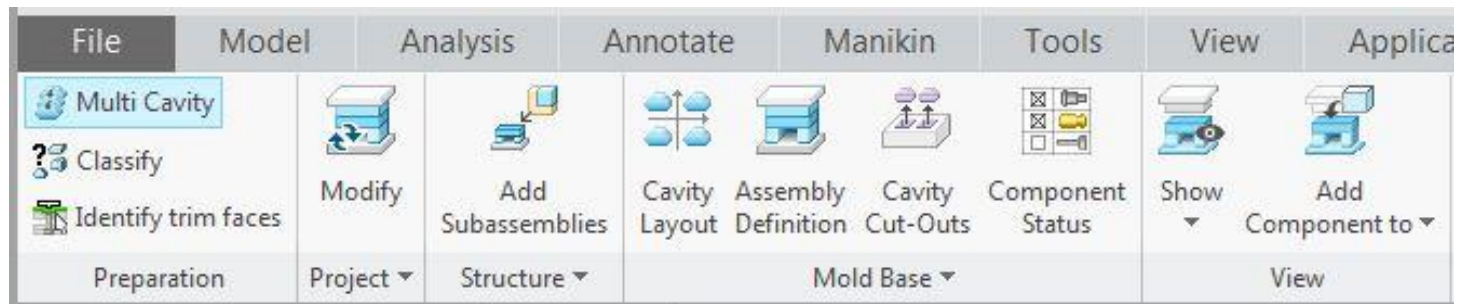 File Model Analysis Annotate Manikin Tools View Applica
Multi Cavity
Classify
Identify trim faces
Preparation
Modify
Project
Add
Subassemblies
Structure
Cavity
Layout
Assembly
Definition
Cavity
Cut-Outs
Component
Status
Mold Base
Show
Add
Component to
View